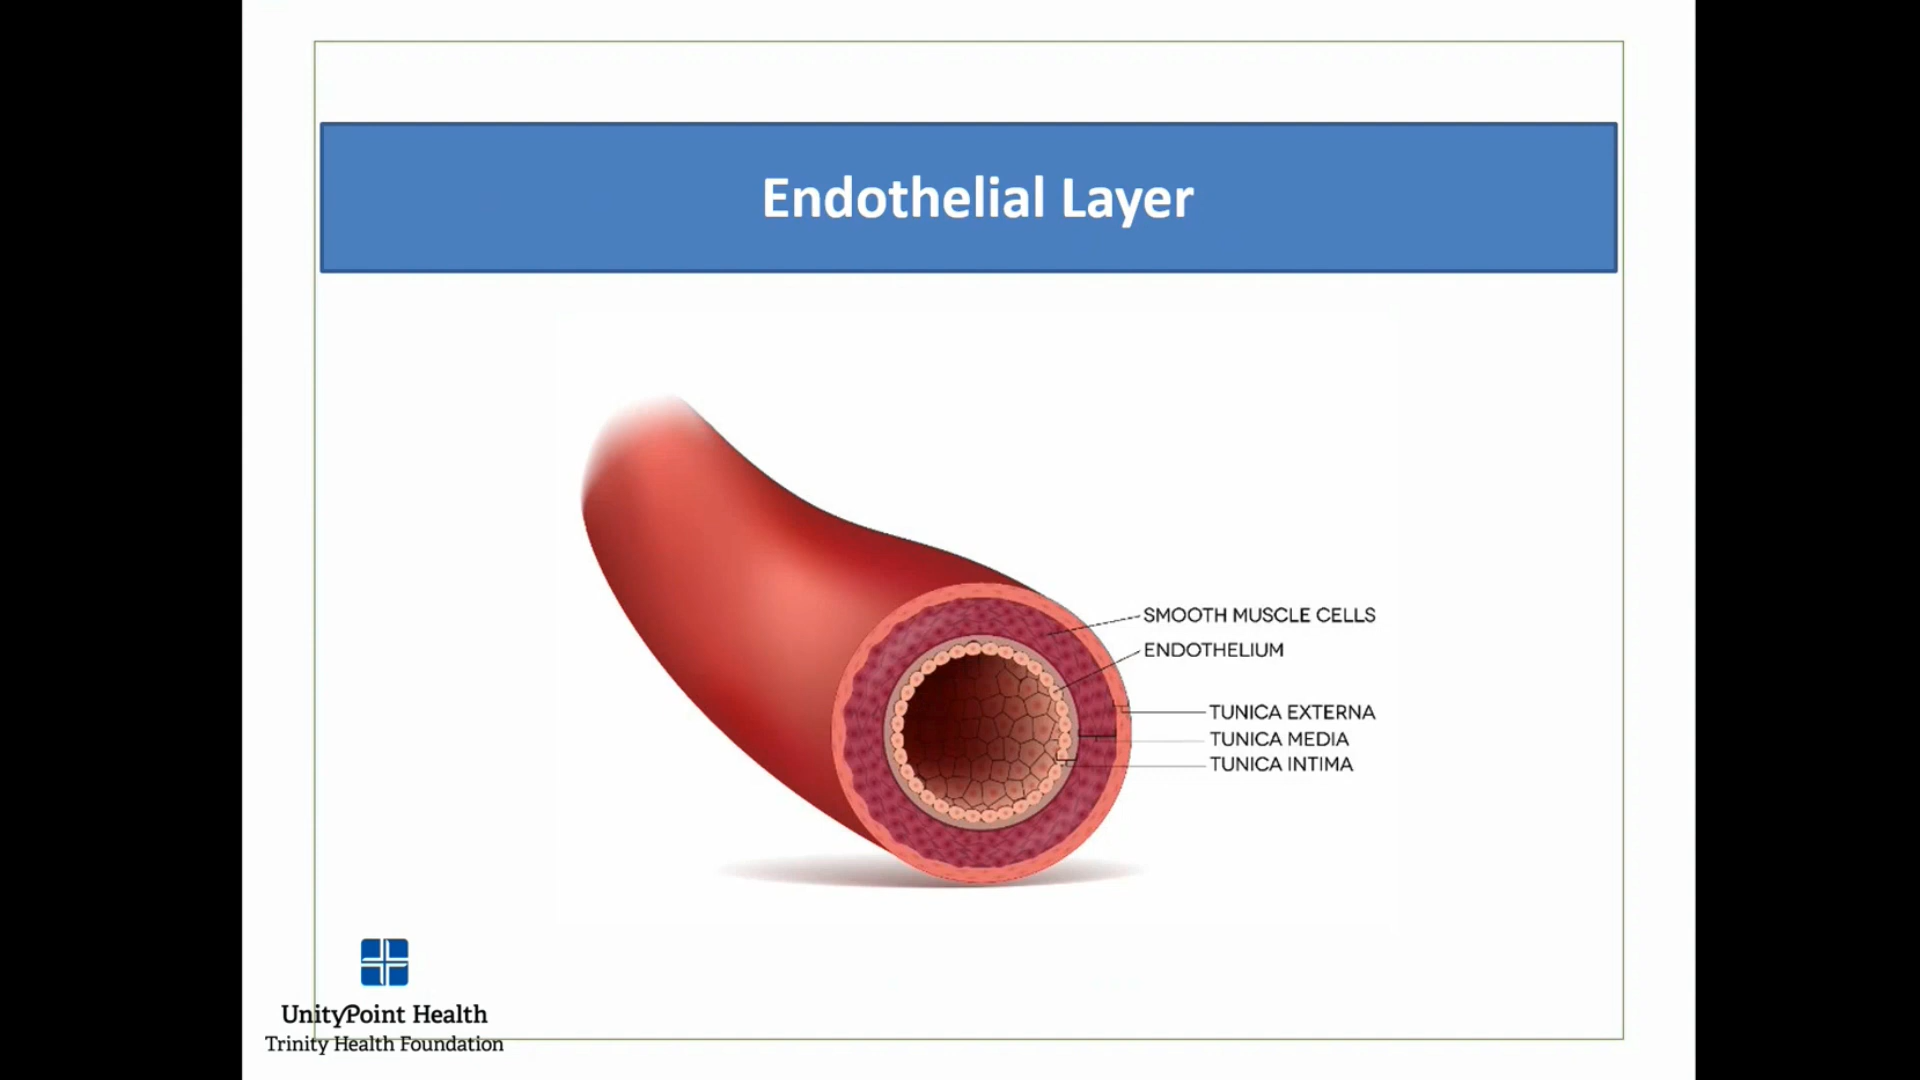 Endothelial Layer
SMOOTH MUSCLE CELLS
ENDOTHELIUM
TUNICA EXTERNA
TUNICA MEDIA
TUNICA INTIMA
UnityPoint Health
Trinity Health Foundation